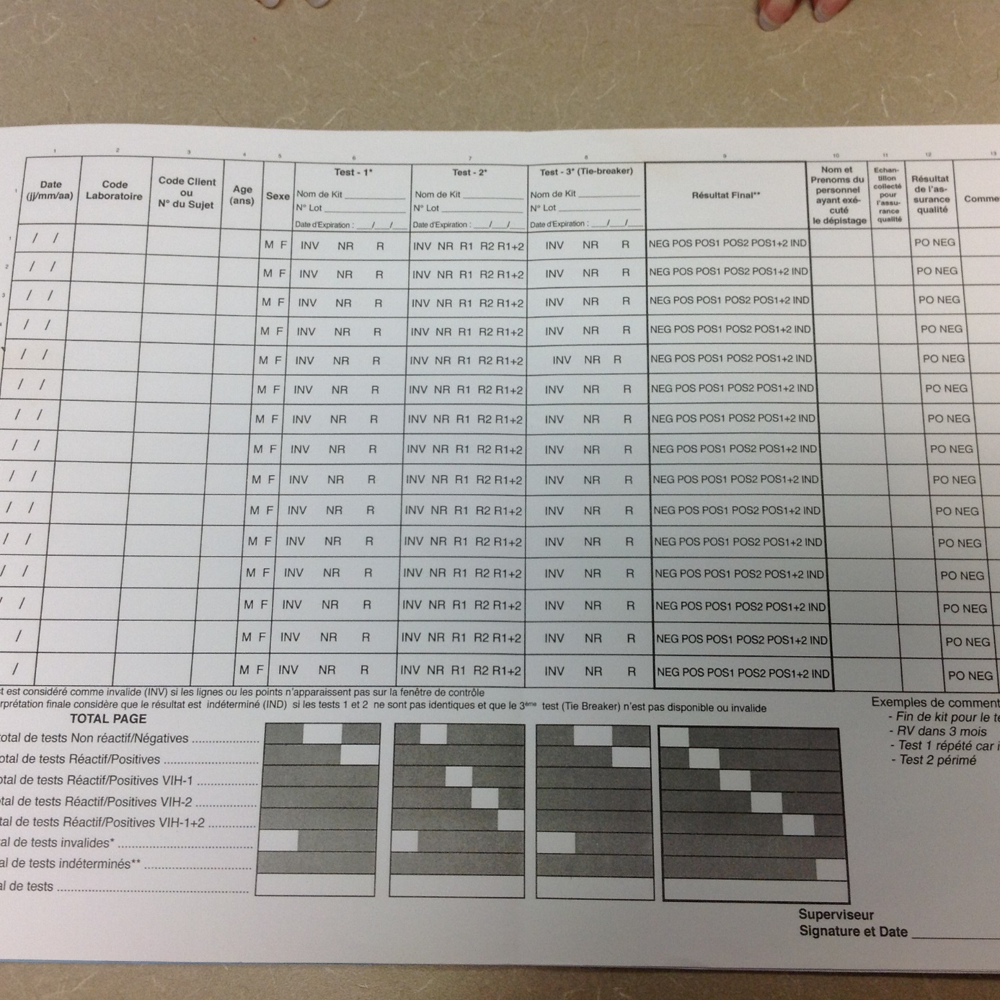 1 2 3 4 5 6 7 8 9 10 11 12 13
Date (jj/mm/aa) Code Laboratoire Code Client ou N° du Sujet Age (ans) Sexe Test - 1* Nom de Kit N° Lot Date d'Expiration : / / Test - 2* Nom de Kit N° Lot Date d'Expiration : / / Test - 3* (Tie-breaker) Nom de Kit N° Lot Date d'Expiration : / / Résultat Final** Nom et Prenoms du personnel ayant exécuté le dépistage Echantillon collecté pour l'assurance qualité Résultat de l'assurance qualité Comme
1 / / M F INV NR R INV NR R1 R2 R1+2 INV NR R NEG POS POS1 POS2 POS1+2 IND PO NEG
2 / / M F INV NR R INV NR R1 R2 R1+2 INV NR R NEG POS POS1 POS2 POS1+2 IND PO NEG
3 / / M F INV NR R INV NR R1 R2 R1+2 INV NR R NEG POS POS1 POS2 POS1+2 IND PO NEG
/ / M F INV NR R INV NR R1 R2 R1+2 INV NR R NEG POS POS1 POS2 POS1+2 IND PO NEG
/ / M F INV NR R INV NR R1 R2 R1+2 INV NR R NEG POS POS1 POS2 POS1+2 IND PO NEG
/ / M F INV NR R INV NR R1 R2 R1+2 INV NR R NEG POS POS1 POS2 POS1+2 IND PO NEG
/ / M F INV NR R INV NR R1 R2 R1+2 INV NR R NEG POS POS1 POS2 POS1+2 IND PO NEG
/ / M F INV NR R INV NR R1 R2 R1+2 INV NR R NEG POS POS1 POS2 POS1+2 IND PO NEG
/ / M F INV NR R INV NR R1 R2 R1+2 INV NR R NEG POS POS1 POS2 POS1+2 IND PO NEG
/ / M F INV NR R INV NR R1 R2 R1+2 INV NR R NEG POS POS1 POS2 POS1+2 IND PO NEG
/ / M F INV NR R INV NR R1 R2 R1+2 INV NR R NEG POS POS1 POS2 POS1+2 IND PO NEG
/ / M F INV NR R INV NR R1 R2 R1+2 INV NR R NEG POS POS1 POS2 POS1+2 IND PO NEG
/ / M F INV NR R INV NR R1 R2 R1+2 INV NR R NEG POS POS1 POS2 POS1+2 IND PO NEG
/ M F INV NR R INV NR R1 R2 R1+2 INV NR R NEG POS POS1 POS2 POS1+2 IND PO NEG
/ M F INV NR R INV NR R1 R2 R1+2 INV NR R NEG POS POS1 POS2 POS1+2 IND PO NEG
st est considéré comme invalide (INV) si les lignes ou les points n'apparaissent pas sur la fenêtre de contrôle
rprétation finale considère que le résultat est indéterminé (IND) si les tests 1 et 2 ne sont pas identiques et que le 3ème test (Tie Breaker) n'est pas disponible ou invalide
TOTAL PAGE
total de tests Non réactif/Négatives
otal de tests Réactif/Positives
otal de tests Réactif/Positives VIH-1
tal de tests Réactif/Positives VIH-2
tal de tests Réactif/Positives VIH-1+2
al de tests invalides*
al de tests indéterminés**
al de tests
Exemples de comment
- Fin de kit pour le te
- RV dans 3 mois
- Test 1 répété car i
- Test 2 périmé
Superviseur
Signature et Date